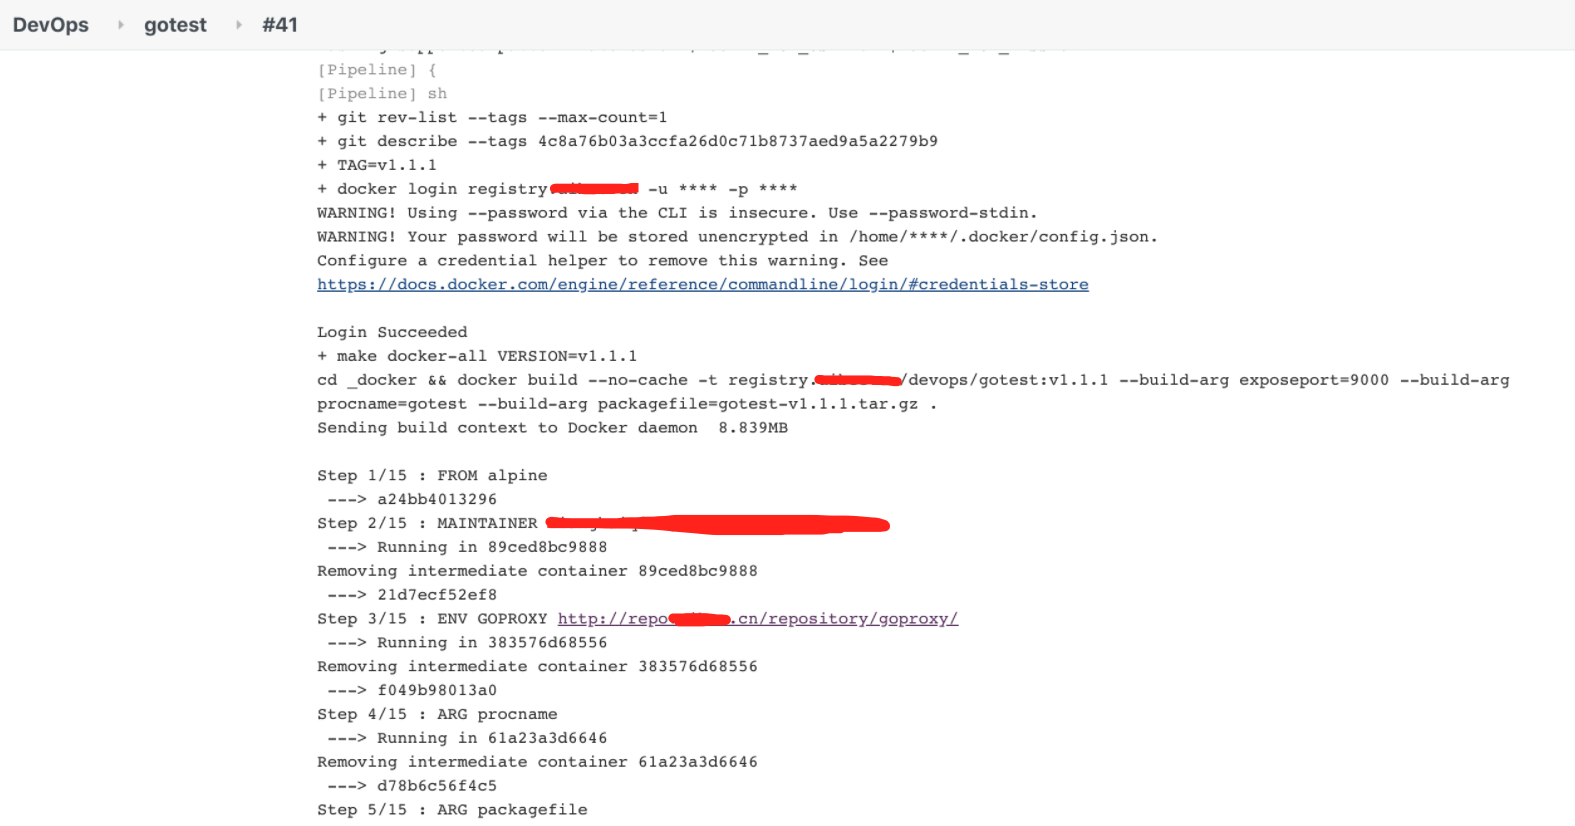 DevOps gotest #41
[Pipeline] {
[Pipeline] sh
+ git rev-list --tags --max-count=1
+ git describe --tags 4c8a76b03a3ccfa26d0c71b8737aed9a5a2279b9
+ TAG=v1.1.1
+ docker login registry -u **** -p ****
WARNING! Using --password via the CLI is insecure. Use --password-stdin.
WARNING! Your password will be stored unencrypted in /home/****/.docker/config.json.
Configure a credential helper to remove this warning. See
https://docs.docker.com/engine/reference/commandline/login/#credentials-store
Login Succeeded
+ make docker-all VERSION=v1.1.1
cd _docker && docker build --no-cache -t registry. /devops/gotest:v1.1.1 --build-arg exposeport=9000 --build-arg
procname=gotest --build-arg packagefile=gotest-v1.1.1.tar.gz .
Sending build context to Docker daemon  8.839MB
Step 1/15 : FROM alpine
 ---> a24bb4013296
Step 2/15 : MAINTAINER
 ---> Running in 89ced8bc9888
Removing intermediate container 89ced8bc9888
 ---> 21d7ecf52ef8
Step 3/15 : ENV GOPROXY http://repo .cn/repository/goproxy/
 ---> Running in 383576d68556
Removing intermediate container 383576d68556
 ---> f049b98013a0
Step 4/15 : ARG procname
 ---> Running in 61a23a3d6646
Removing intermediate container 61a23a3d6646
 ---> d78b6c56f4c5
Step 5/15 : ARG packagefile